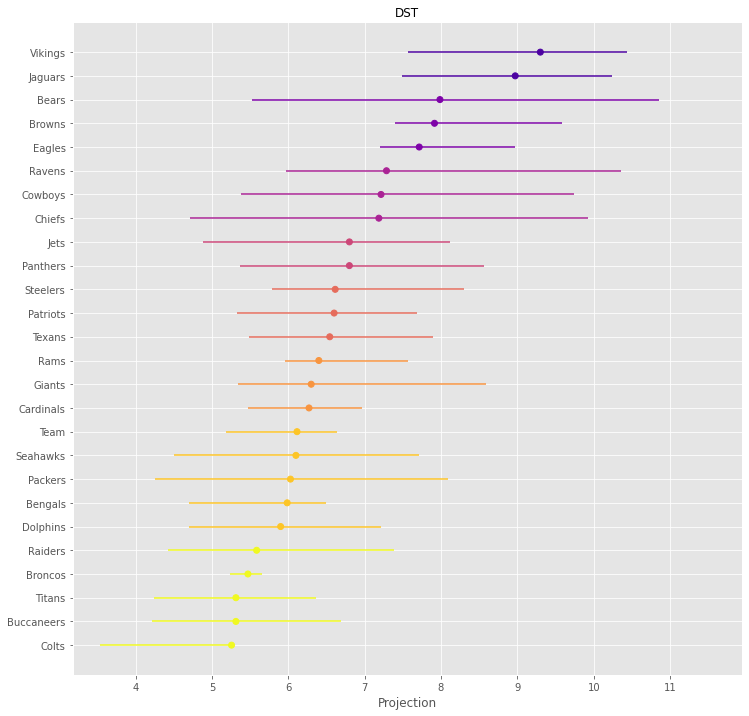 DST
Vikings
Jaguars
Bears
Browns
Eagles
Ravens
Cowboys
Chiefs
Jets
Panthers
Steelers
Patriots
Texans
Rams
Giants
Cardinals
Team
Seahawks
Packers
Bengals
Dolphins
Raiders
Broncos
Titans
Buccaneers
Colts
4 5 6 7 8 9 10 11
Projection